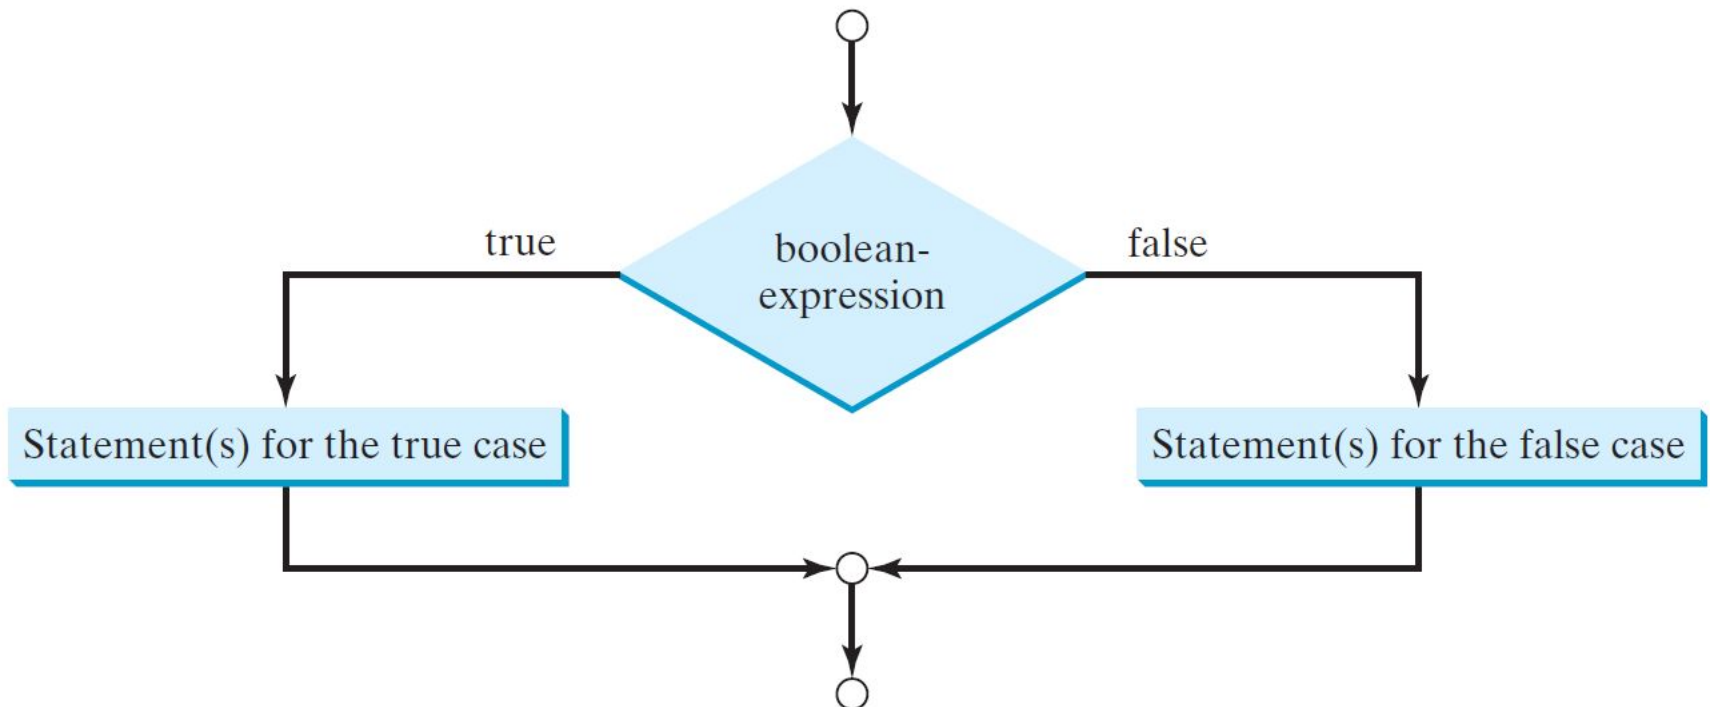 true
boolean-
expression
false
Statement(s) for the true case
Statement(s) for the false case